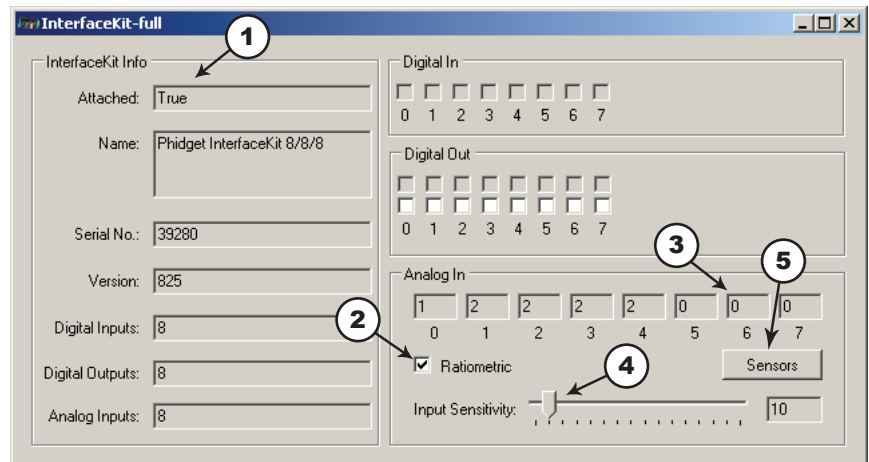 InterfaceKit-full
1
InterfaceKit Info
Attached: True
Name: Phidget InterfaceKit 8/8/8
Serial No.: 39280
Version: 825
Digital Inputs: 8
Digital Outputs: 8
Analog Inputs: 8
Digital In
0 1 2 3 4 5 6 7
Digital Out
0 1 2 3 4 5 6 7
3
5
Analog In
1 2 2 2 2 0 0 0
0 1 2 3 4 5 6 7
2
Ratiometric
4
Sensors
Input Sensitivity: 10